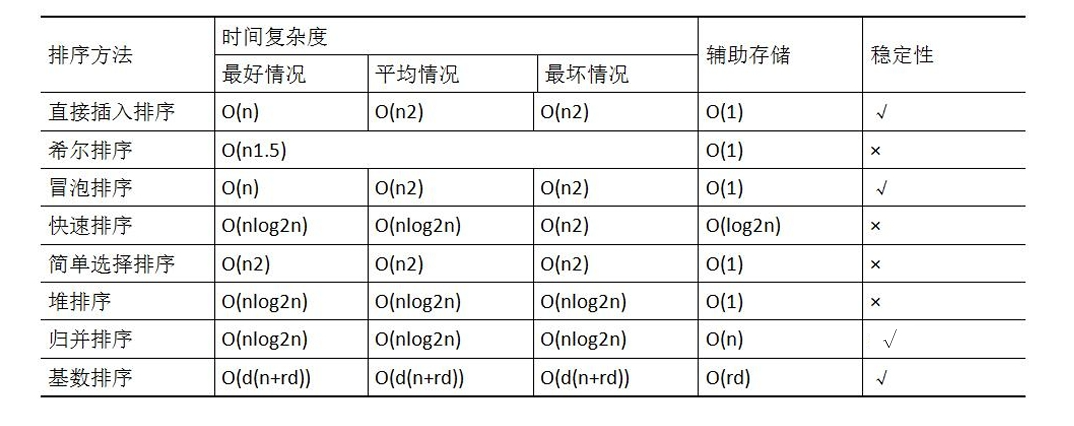 排序方法 时间复杂度 辅助存储 稳定性
最好情况 平均情况 最坏情况
直接插入排序 O(n) O(n2) O(n2) O(1) √
希尔排序 O(n1.5) O(1) ×
冒泡排序 O(n) O(n2) O(n2) O(1) √
快速排序 O(nlog2n) O(nlog2n) O(n2) O(log2n) ×
简单选择排序 O(n2) O(n2) O(n2) O(1) ×
堆排序 O(nlog2n) O(nlog2n) O(nlog2n) O(1) ×
归并排序 O(nlog2n) O(nlog2n) O(nlog2n) O(n) √
基数排序 O(d(n+rd)) O(d(n+rd)) O(d(n+rd)) O(rd) √